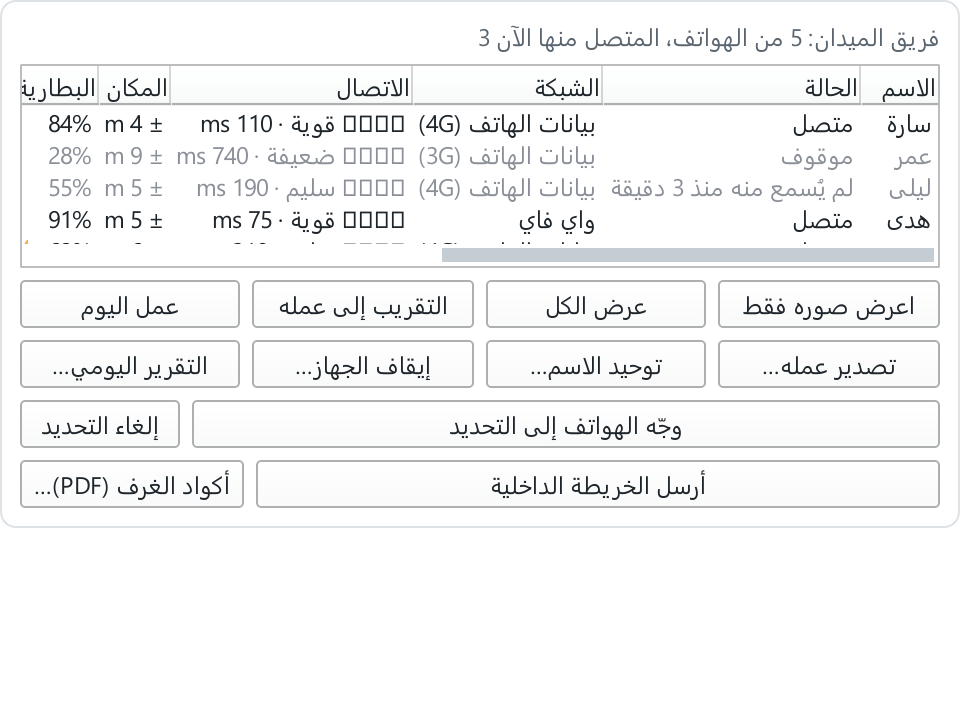 فريق الميدان: 5 من الهواتف، المتصل منها الآن 3
الاسم الحالة الشبكة الاتصال المكان البطارية
سارة متصل بيانات الهاتف (4G) قوية · 110 ms ± 4 m 84%
عمر موقوف بيانات الهاتف (3G) ضعيفة · 740 ms ± 9 m 28%
ليلى لم يُسمع منه منذ 3 دقيقة بيانات الهاتف (4G) سليم · 190 ms ± 5 m 55%
هدى متصل واي فاي قوية · 75 ms ± 5 m 91%
اعرض صوره فقط عرض الكل التقريب إلى عمله عمل اليوم
تصدير عمله... توحيد الاسم... إيقاف الجهاز... التقرير اليومي...
وجّه الهواتف إلى التحديد إلغاء التحديد
أرسل الخريطة الداخلية أكواد الغرف (PDF)...